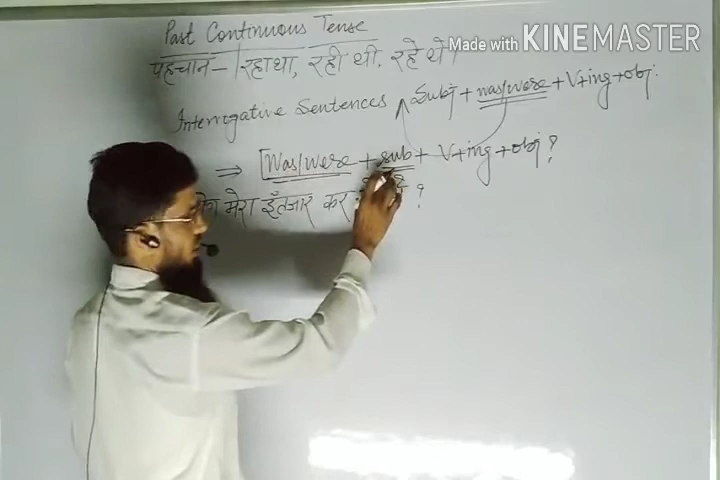 Past Continuous Tense
Made with KINEMASTER
पहचान - रहा था, रही थी, रहे थे।
Interrogative Sentences Subj + was/were + V+ing + obj.
⇒ [Was/were + sub + V+ing + obj ?
मेरा इँतजार कर ?